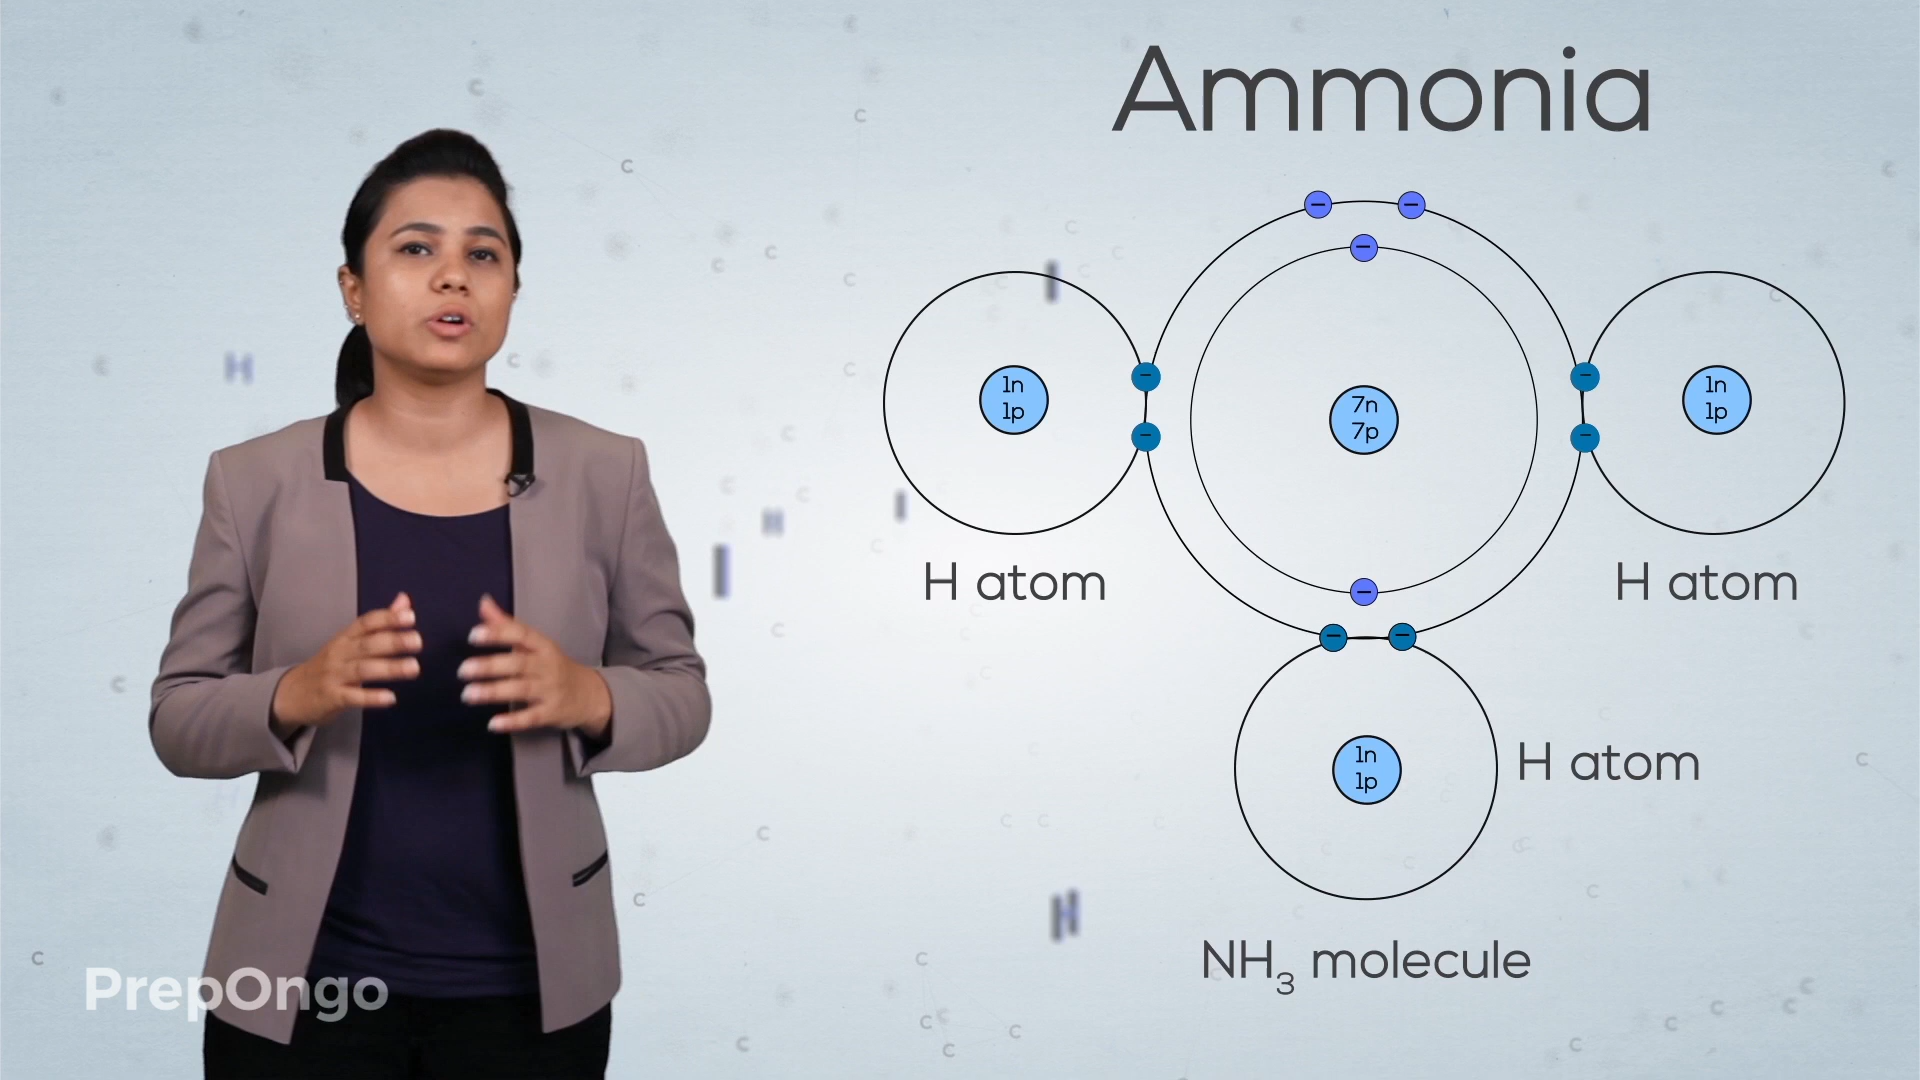 Ammonia
1n
1p
7n
7p
1n
1p
H atom
H atom
1n
1p
H atom
NH₃ molecule
PrepOngo